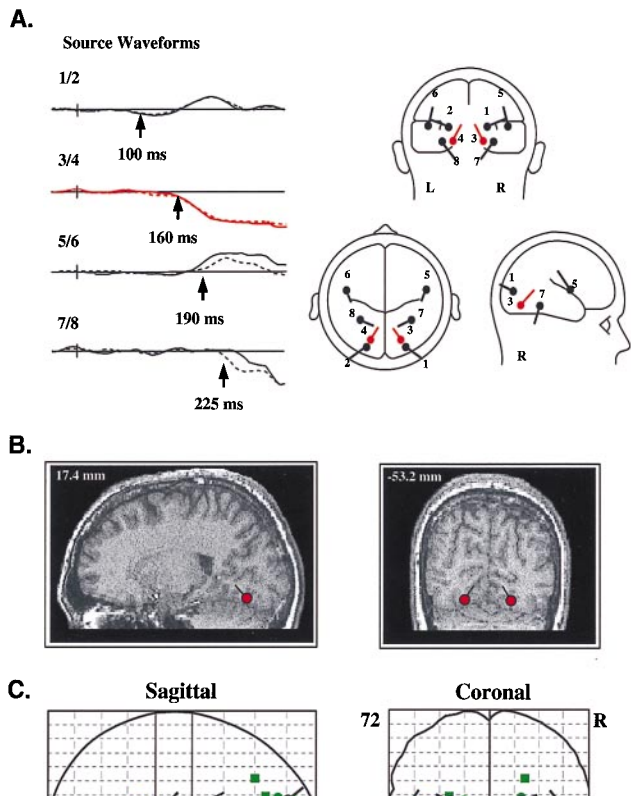 A.
Source Waveforms
1/2
100 ms
3/4
160 ms
5/6
190 ms
7/8
225 ms
6 5
2 1
4 3
8 7
L R
6 5
8 7
4 3
2 1
1 5
3 7
R
B.
17.4 mm
-53.2 mm
C.
Sagittal
Coronal
72 R